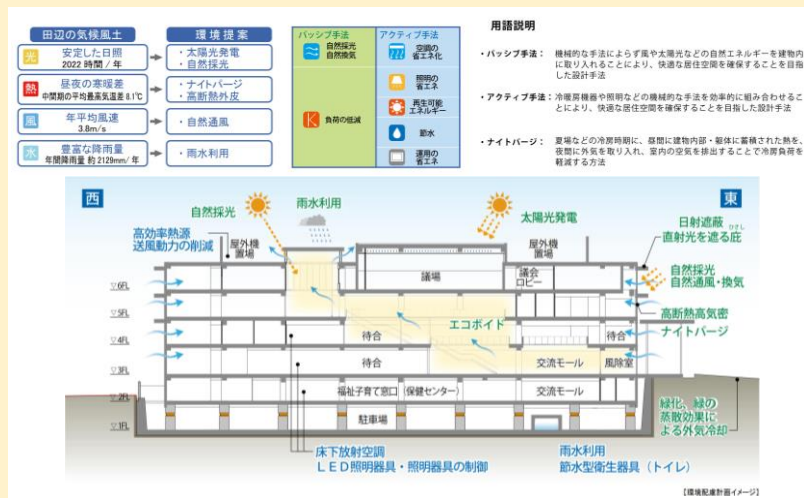 田辺の気候風土
環境提案
光
安定した日照
2022時間/年
・太陽光発電
・自然採光
熱
昼夜の寒暖差
中間期の平均最高気温差 8.1℃
・ナイトパージ
・高断熱外皮
風
年平均風速
3.8m/s
・自然通風
水
豊富な降雨量
年間降雨量 約2129mm/年
・雨水利用
パッシブ手法
自然採光
自然換気
負荷の低減
アクティブ手法
空調の
省エネ化
照明の
省エネ
再生可能
エネルギー
節水
運用の
省エネ
用語説明
・パッシブ手法：機械的な手法によらず風や太陽光などの自然エネルギーを建物内
に取り入れることにより、快適な居住空間を確保することを目指
した設計手法
・アクティブ手法：冷暖房機器や照明などの機械的な手法を効率的に組み合わせるこ
とにより、快適な居住空間を確保することを目指した設計手法
・ナイトパージ：夏場などの冷房時期に、昼間に建物内部・躯体に蓄積された熱を、
夜間に外気を取り入れ、室内の空気を排出することで冷房負荷を
軽減する方法
西
東
自然採光
雨水利用
太陽光発電
高効率熱源
送風動力の削減
屋外機
置場
屋外機
置場
日射遮蔽
ひさし
直射光を遮る庇
議場
議会
ロビー
自然採光
自然通風・換気
▽6FL
▽5FL
エコボイド
高断熱高気密
▽4FL
待合
待合
ナイトパージ
▽3FL
待合
交流モール
風除室
▽2FL
福祉子育て窓口（保健センター）
交流モール
緑化、緑の
蒸散効果に
よる外気冷却
▽1FL
駐車場
床下放射空調
LED照明器具・照明器具の制御
雨水利用
節水型衛生器具（トイレ）
【環境配慮計画イメージ】